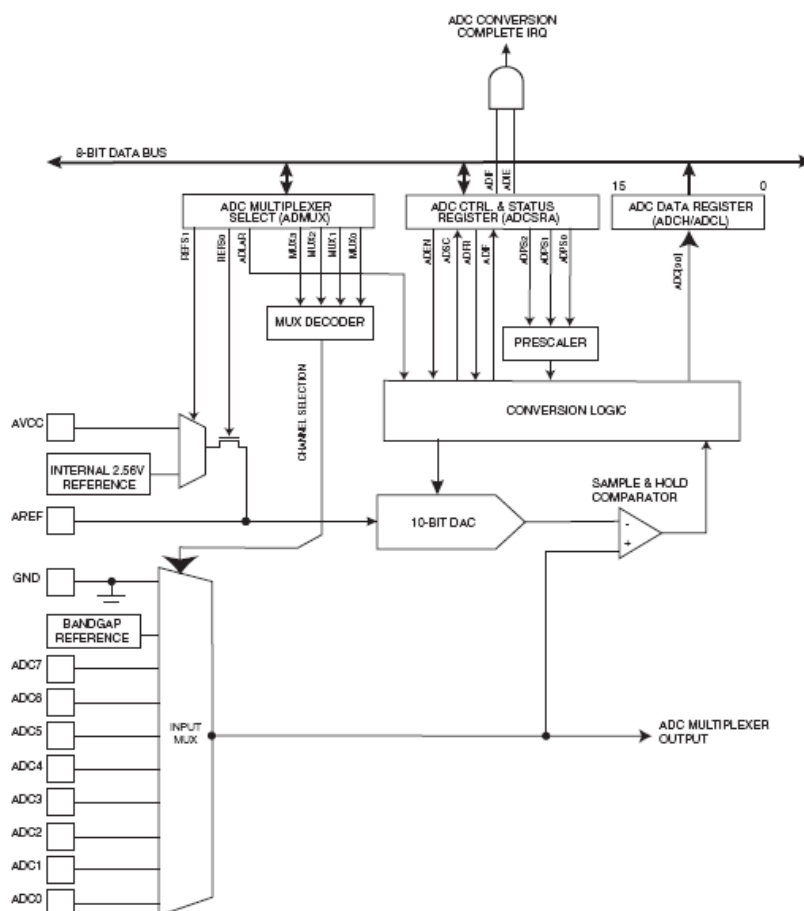 ADC CONVERSION
COMPLETE IRQ
8-BIT DATA BUS
ADIF
ADIE
15
0
ADC MULTIPLEXER
SELECT (ADMUX)
ADC CTRL. & STATUS
REGISTER (ADCSRA)
ADC DATA REGISTER
(ADCH/ADCL)
REFS1
REFS0
ADLAR
MUX3
MUX2
MUX1
MUX0
ADEN
ADSC
ADFR
ADIF
ADPS2
ADPS1
ADPS0
ADC[9:0]
MUX DECODER
PRESCALER
CHANNEL SELECTION
CONVERSION LOGIC
AVCC
INTERNAL 2.56V
REFERENCE
SAMPLE & HOLD
COMPARATOR
AREF
10-BIT DAC
-
+
GND
BANDGAP
REFERENCE
ADC7
ADC6
ADC5
INPUT
MUX
ADC MULTIPLEXER
OUTPUT
ADC4
ADC3
ADC2
ADC1
ADC0